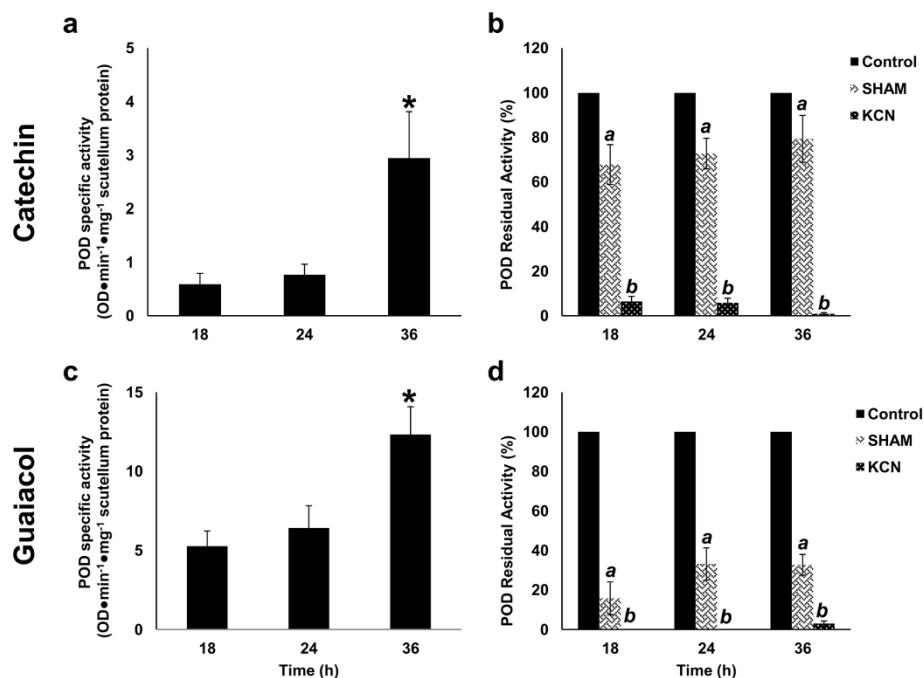 Catechin
a
POD specific activity
(OD●min⁻¹●mg⁻¹ scutellum protein)
5
4
3
2
1
0
*
18 24 36
b
POD Residual Activity (%)
120
100
80
60
40
20
0
a a a
b b b
18 24 36
Control
SHAM
KCN
Guaiacol
c
POD specific activity
(OD●min⁻¹●mg⁻¹ scutellum protein)
15
10
5
0
*
18 24 36
Time (h)
d
POD Residual Activity (%)
120
100
80
60
40
20
0
a a a
b b b
18 24 36
Time (h)
Control
SHAM
KCN